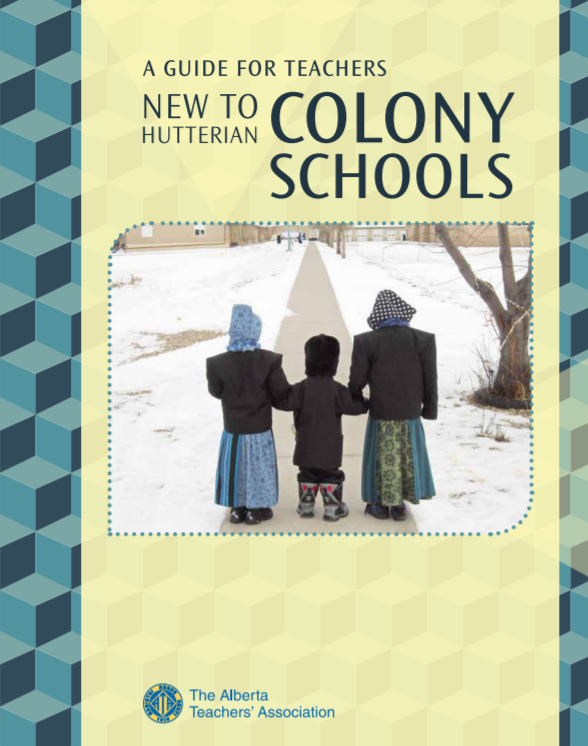 A GUIDE FOR TEACHERS
NEW TO
HUTTERIAN
COLONY
SCHOOLS
The Alberta
Teachers' Association